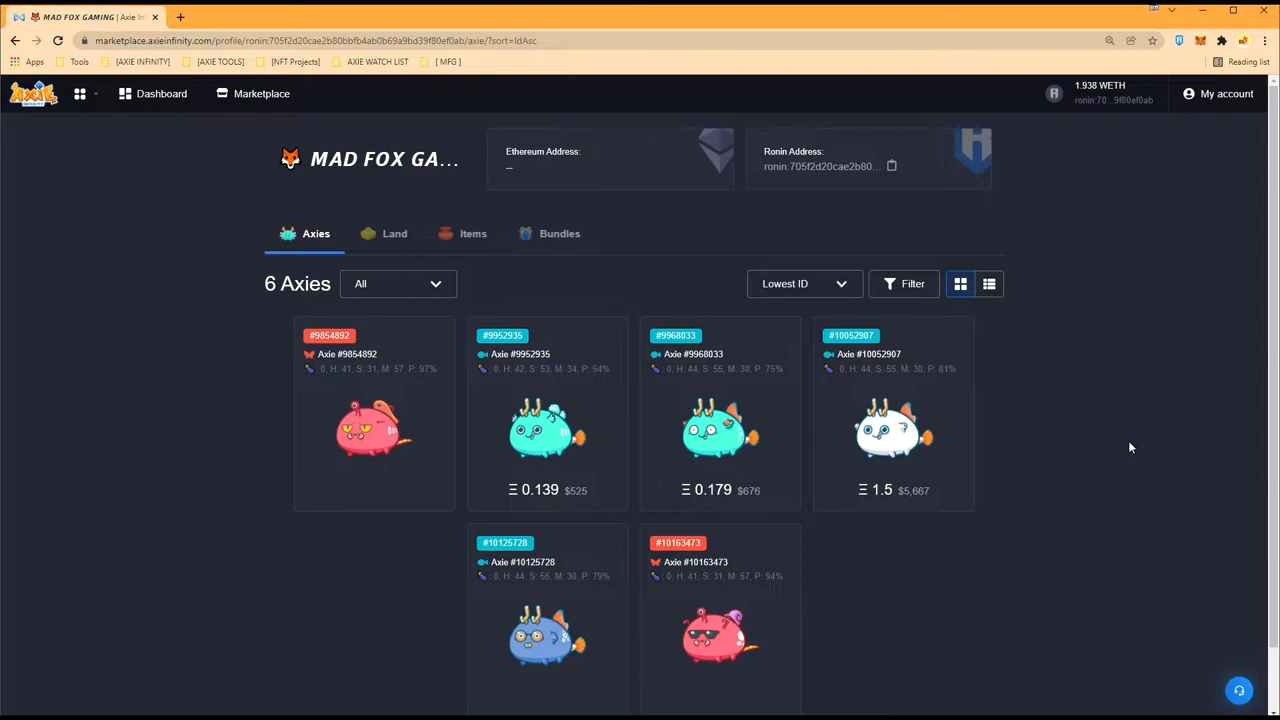 MAD FOX GAMING | Axie Inf
marketplace.axieinfinity.com/profile/ronin:705f2d20cae2b80bbfb4ab0b69a9bd39f80ef0ab/axie/?sort=IdAsc
Apps Tools [AXIE INFINITY] [AXIE TOOLS] [NFT Projects] AXIE WATCH LIST [ MFG ] Reading list
AXIE
INFINITY
Dashboard Marketplace
1.938 WETH
ronin:70...9f80ef0ab
My account
MAD FOX GA...
Ethereum Address:
--
Ronin Address:
ronin:705f2d20cae2b80...
Axies Land Items Bundles
6 Axies All Lowest ID Filter
#9854892
Axie #9854892
0, H: 41, S: 31, M: 57, P: 97%
#9952935
Axie #9952935
0, H: 42, S: 53, M: 34, P: 54%
Ξ 0.139 $525
#9968033
Axie #9968033
0, H: 44, S: 55, M: 30, P: 75%
Ξ 0.179 $676
#10052907
Axie #10052907
0, H: 44, S: 55, M: 30, P: 81%
Ξ 1.5 $5,667
#10125728
Axie #10125728
0, H: 44, S: 55, M: 30, P: 79%
#10163473
Axie #10163473
0, H: 41, S: 31, M: 57, P: 94%